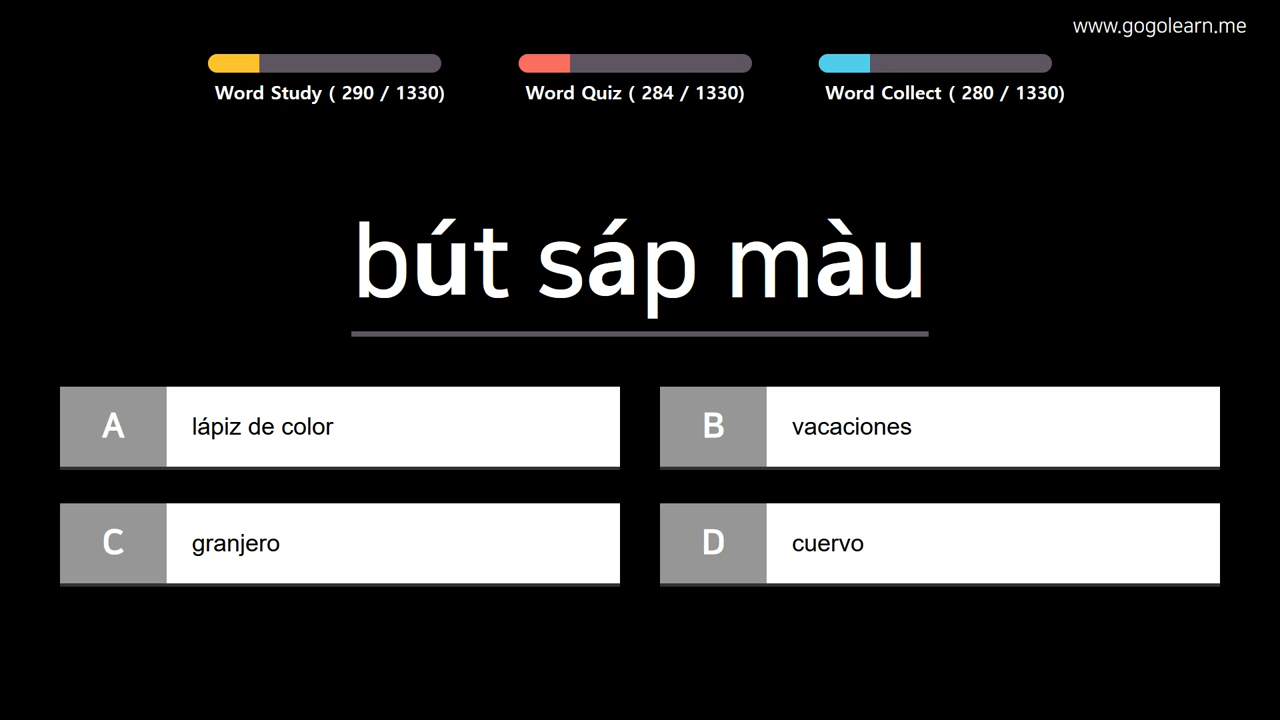 www.gogolearn.me
Word Study ( 290 / 1330)
Word Quiz ( 284 / 1330)
Word Collect ( 280 / 1330)
bút sáp màu
A lápiz de color
B vacaciones
C granjero
D cuervo